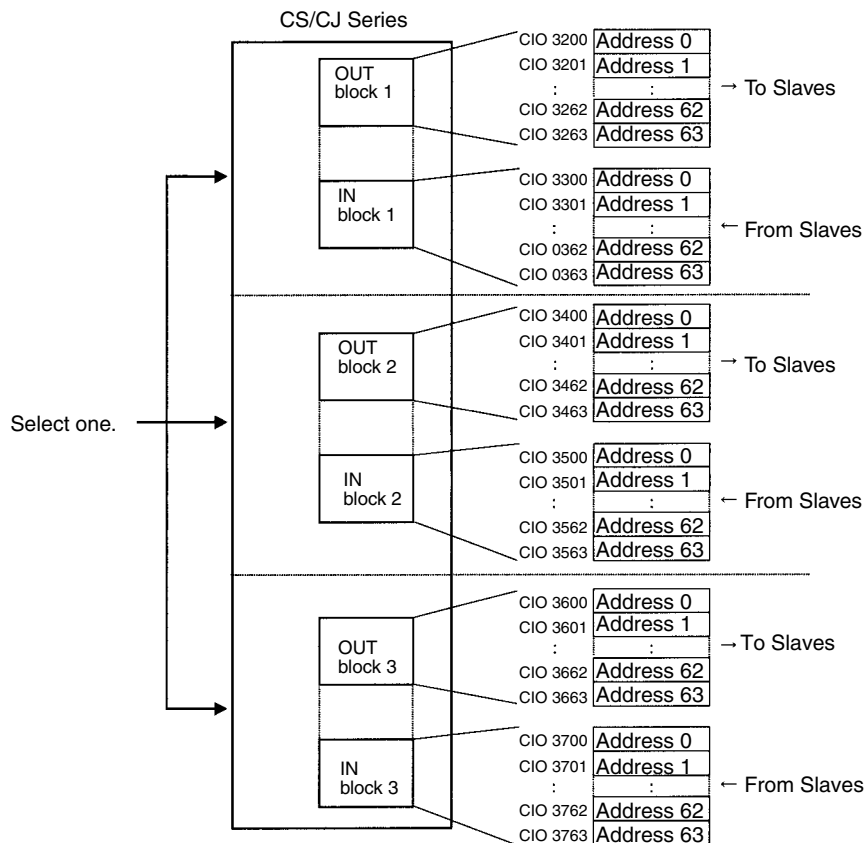 CS/CJ Series
OUT
block 1
CIO 3200 Address 0
CIO 3201 Address 1
: :
CIO 3262 Address 62
CIO 3263 Address 63
→ To Slaves
IN
block 1
CIO 3300 Address 0
CIO 3301 Address 1
: :
CIO 0362 Address 62
CIO 0363 Address 63
← From Slaves
OUT
block 2
CIO 3400 Address 0
CIO 3401 Address 1
: :
CIO 3462 Address 62
CIO 3463 Address 63
→ To Slaves
Select one.
IN
block 2
CIO 3500 Address 0
CIO 3501 Address 1
: :
CIO 3562 Address 62
CIO 3563 Address 63
← From Slaves
OUT
block 3
CIO 3600 Address 0
CIO 3601 Address 1
: :
CIO 3662 Address 62
CIO 3663 Address 63
→ To Slaves
IN
block 3
CIO 3700 Address 0
CIO 3701 Address 1
: :
CIO 3762 Address 62
CIO 3763 Address 63
← From Slaves